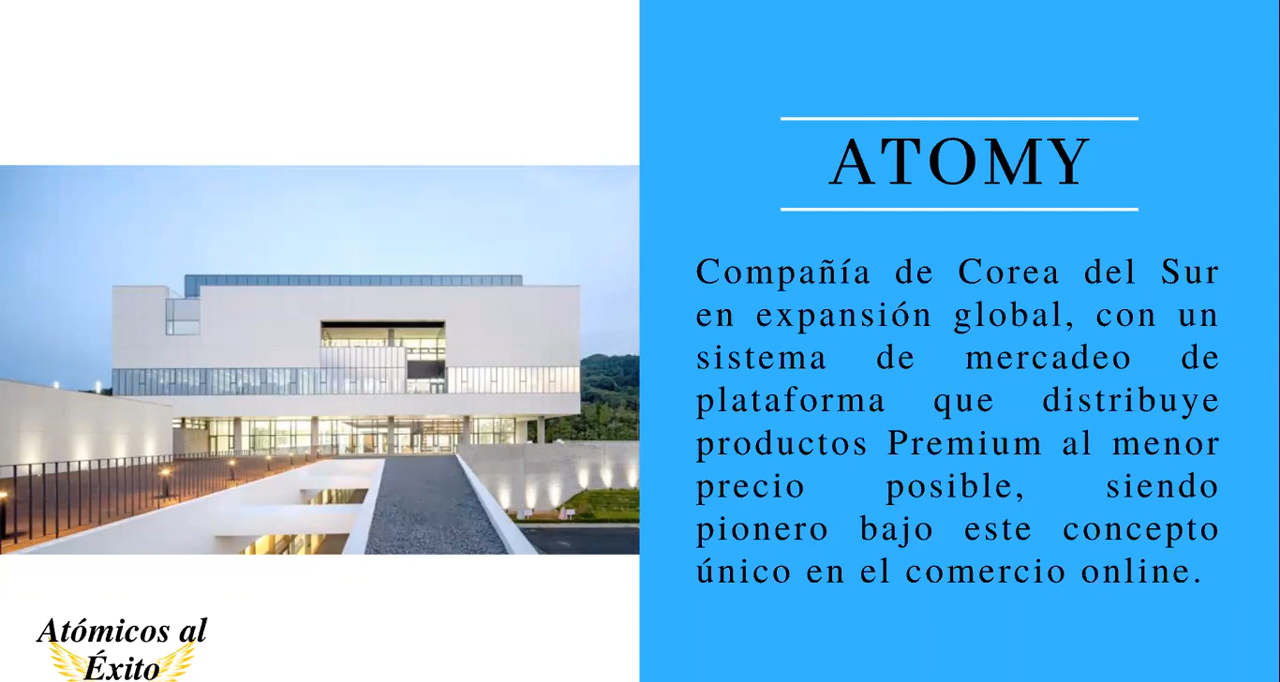 ATOMY
Compañía de Corea del Sur
en expansión global, con un
sistema de mercadeo de
plataforma que distribuye
productos Premium al menor
precio posible, siendo
pionero bajo este concepto
único en el comercio online.
Atómicos al
Éxito